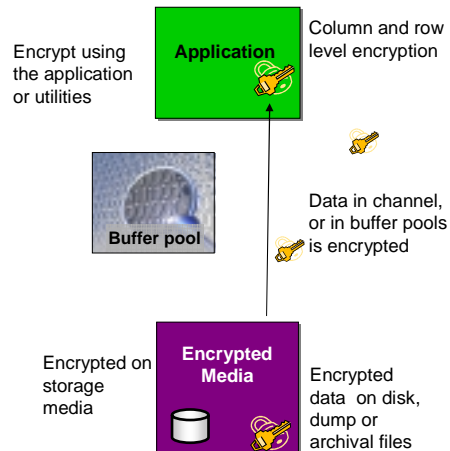 Encrypt using
the application
or utilities
Application
Column and row
level encryption
Buffer pool
Data in channel,
or in buffer pools
is encrypted
Encrypted on
storage
media
Encrypted
Media
Encrypted
data on disk,
dump or
archival files